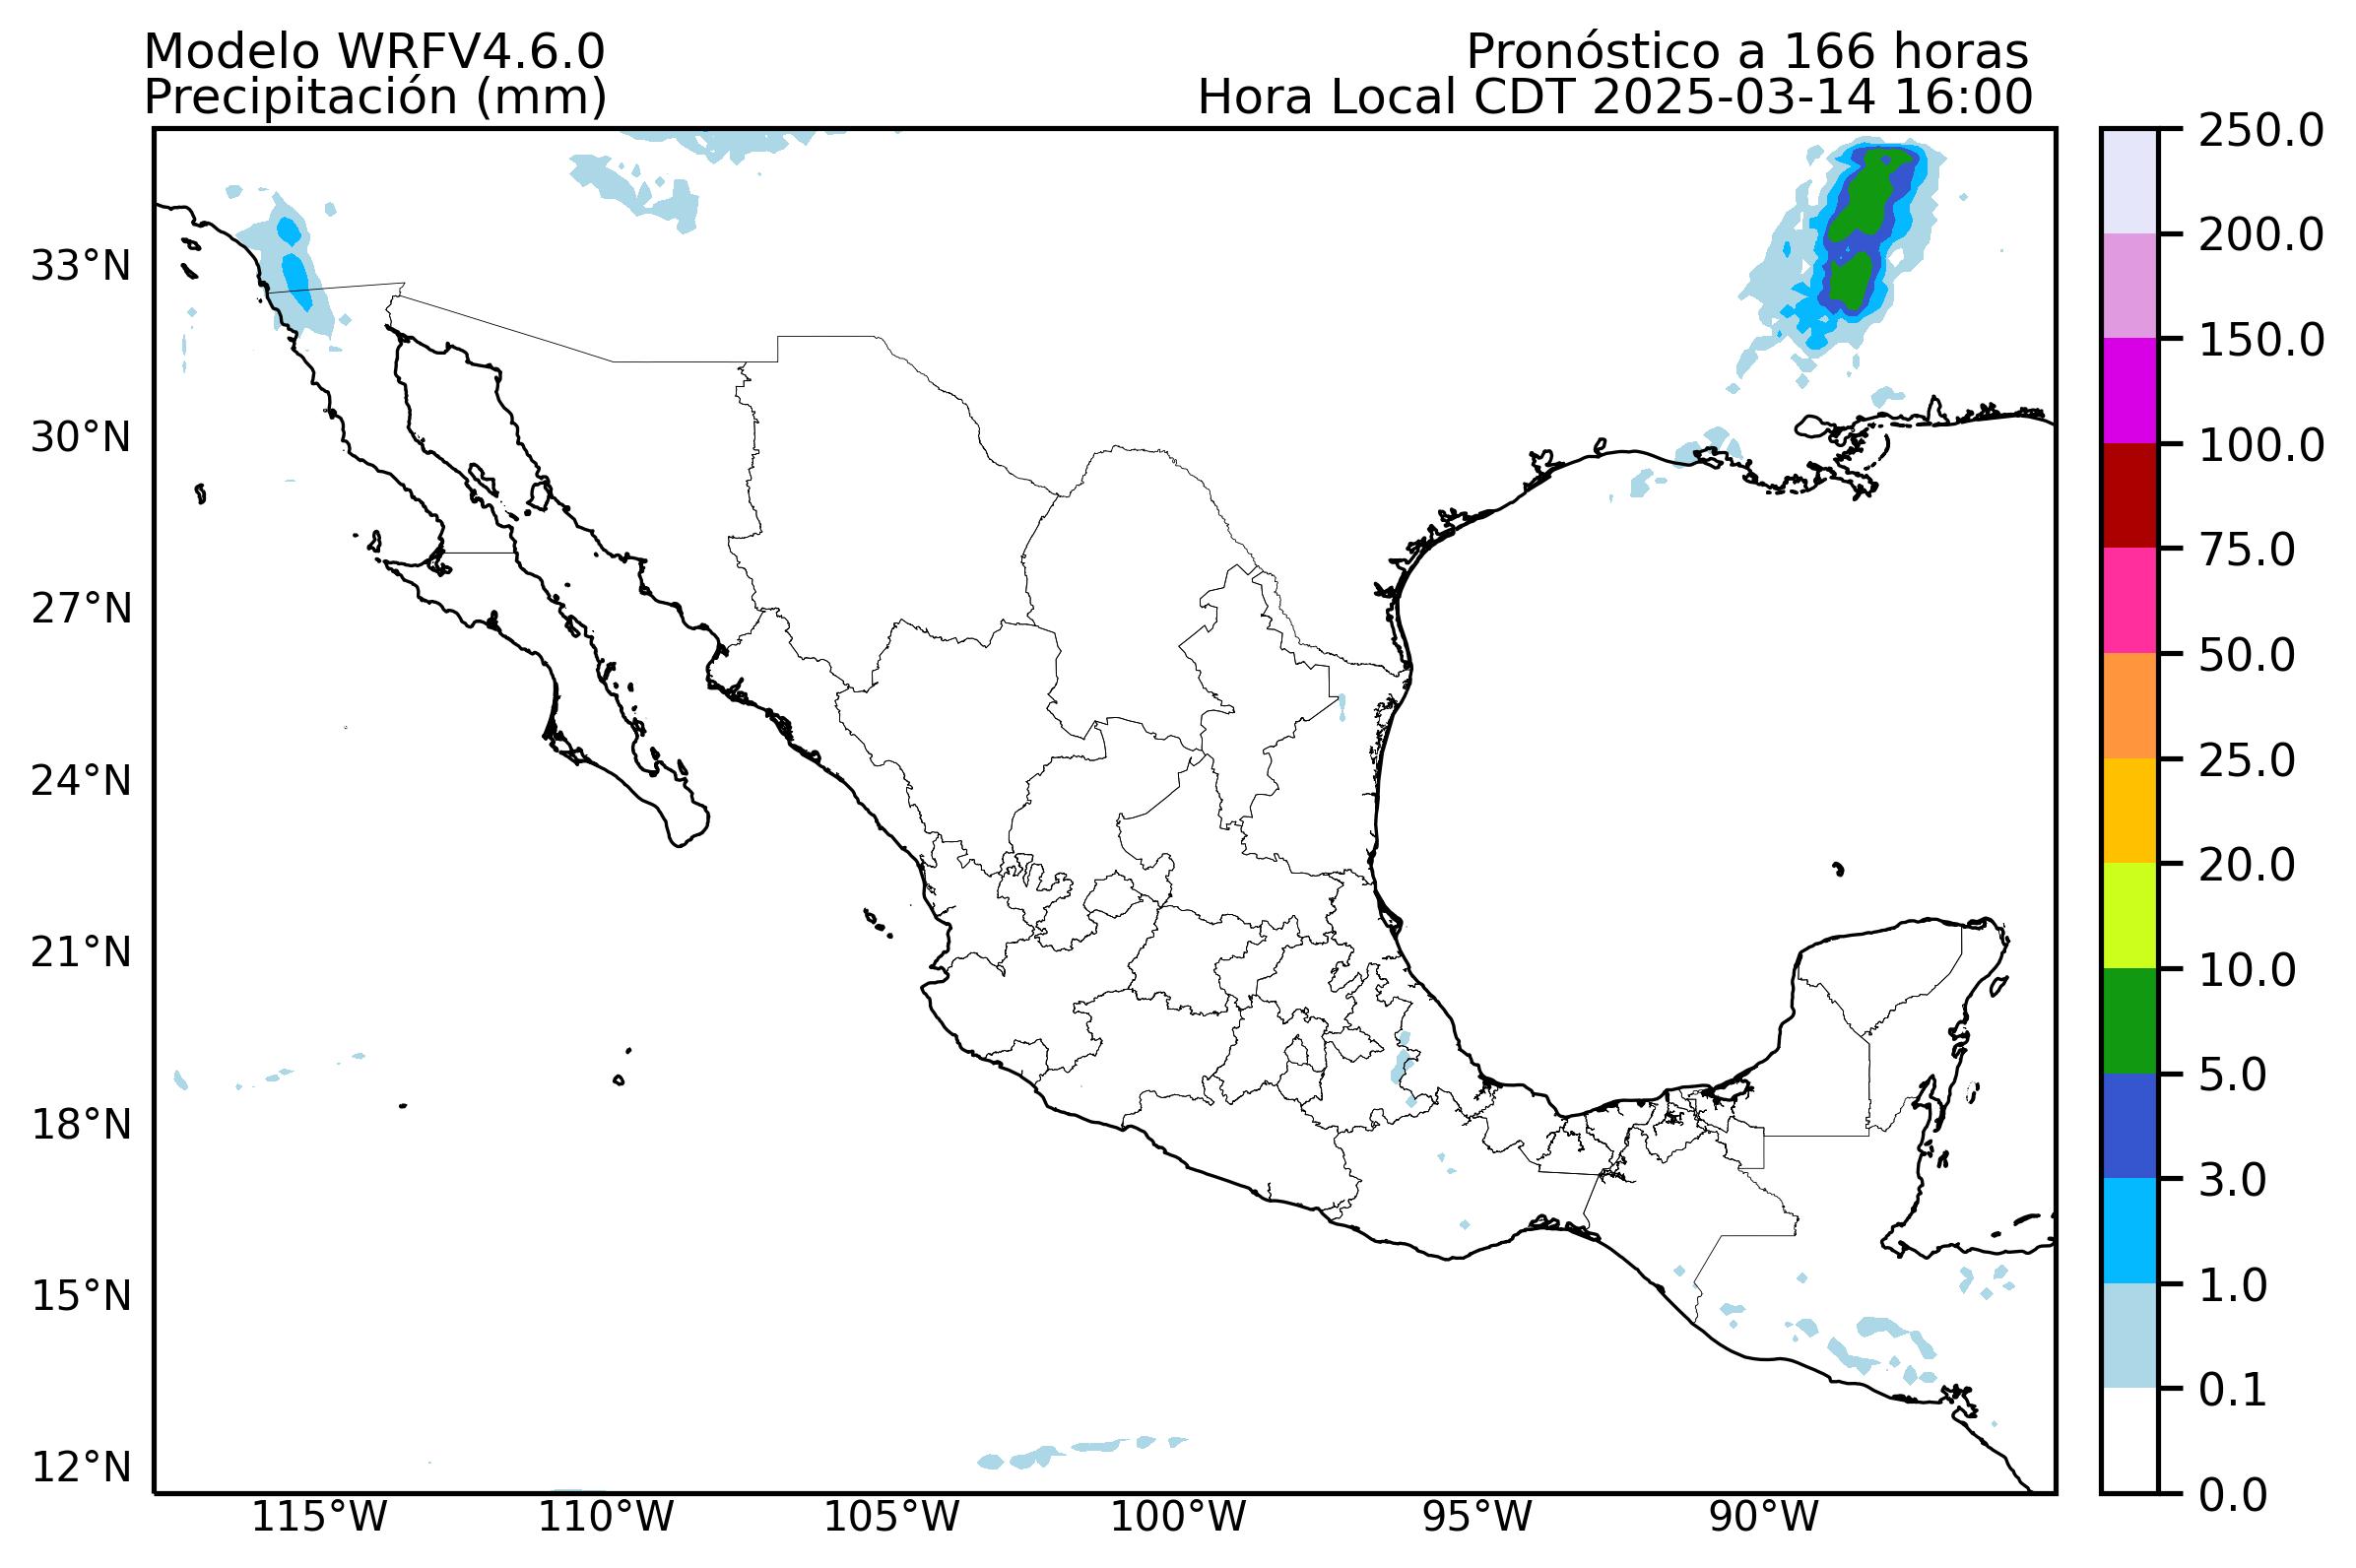 Modelo WRFV4.6.0
Precipitación (mm)
Pronóstico a 166 horas
Hora Local CDT 2025-03-14 16:00
33°N
30°N
27°N
24°N
21°N
18°N
15°N
12°N
115°W
110°W
105°W
100°W
95°W
90°W
250.0
200.0
150.0
100.0
75.0
50.0
25.0
20.0
10.0
5.0
3.0
1.0
0.1
0.0